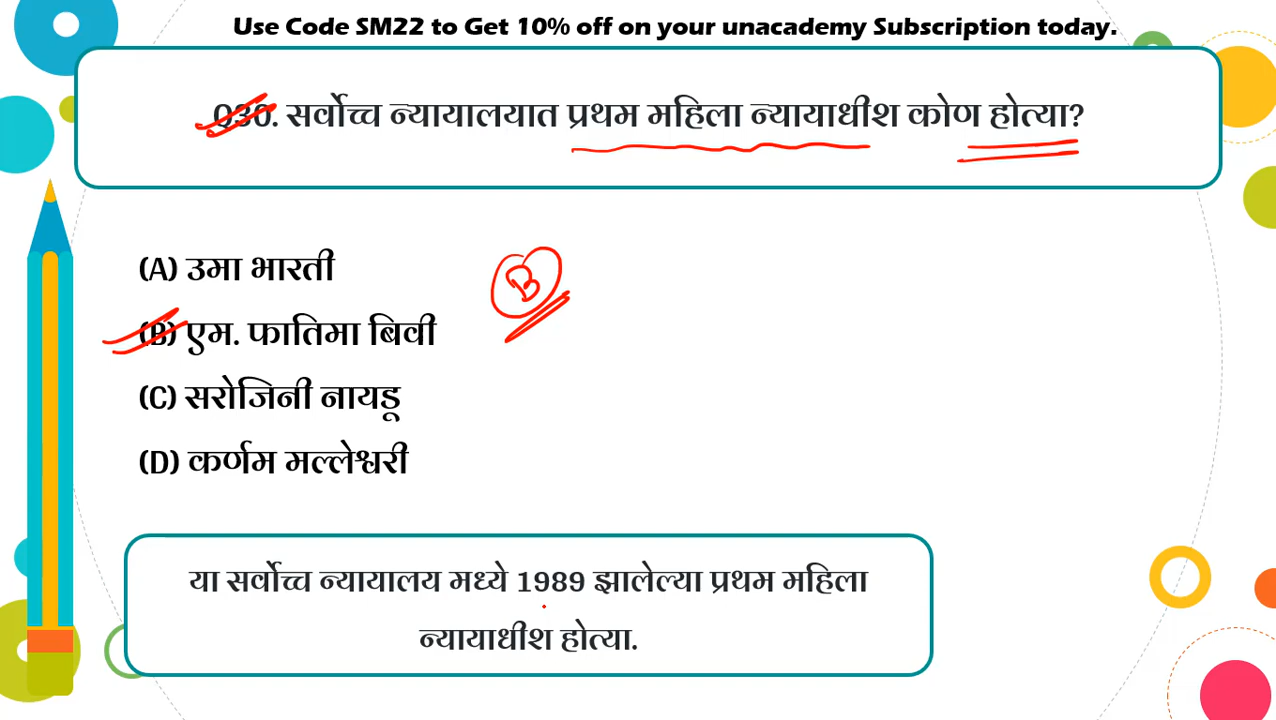 Use Code SM22 to Get 10% off on your unacademy Subscription today.
Q30. सर्वोच्च न्यायालयात प्रथम महिला न्यायाधीश कोण होत्या?
(A) उमा भारती
B
(B) एम. फातिमा बिवी
(C) सरोजिनी नायडू
(D) कर्णम मल्लेश्वरी
या सर्वोच्च न्यायालय मध्ये 1989 झालेल्या प्रथम महिला
न्यायाधीश होत्या.